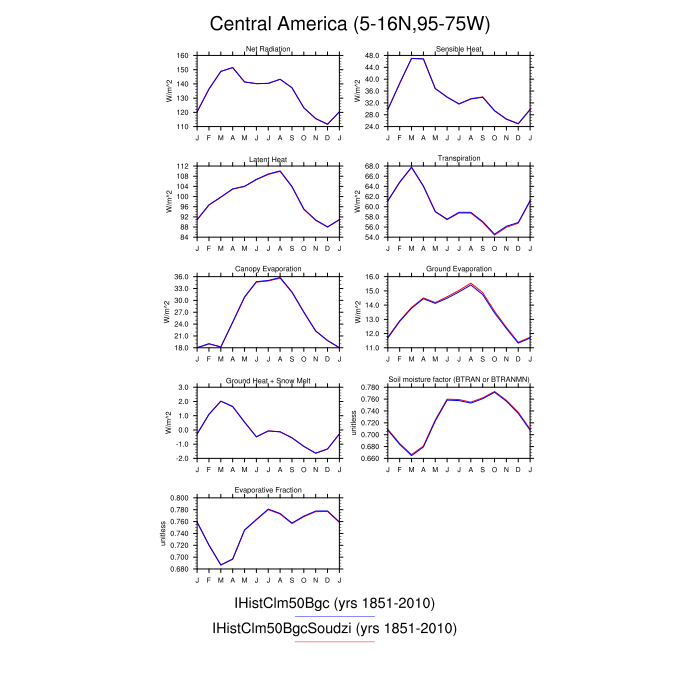 Central America (5-16N,95-75W)
Net Radiation
W/m^2
160
150
140
130
120
110
J F M A M J J A S O N D J
Sensible Heat
W/m^2
48.0
44.0
40.0
36.0
32.0
28.0
24.0
J F M A M J J A S O N D J
Latent Heat
W/m^2
112
108
104
100
96
92
88
84
J F M A M J J A S O N D J
Transpiration
W/m^2
68.0
66.0
64.0
62.0
60.0
58.0
56.0
54.0
J F M A M J J A S O N D J
Canopy Evaporation
W/m^2
36.0
33.0
30.0
27.0
24.0
21.0
18.0
J F M A M J J A S O N D J
Ground Evaporation
W/m^2
16.0
15.0
14.0
13.0
12.0
11.0
J F M A M J J A S O N D J
Ground Heat + Snow Melt
W/m^2
3.0
2.0
1.0
0.0
-1.0
-2.0
J F M A M J J A S O N D J
Soil moisture factor (BTRAN or BTRANMN)
unitless
0.780
0.760
0.740
0.720
0.700
0.680
0.660
J F M A M J J A S O N D J
Evaporative Fraction
unitless
0.800
0.780
0.760
0.740
0.720
0.700
0.680
J F M A M J J A S O N D J
IHistClm50Bgc (yrs 1851-2010)
IHistClm50BgcSoudzi (yrs 1851-2010)